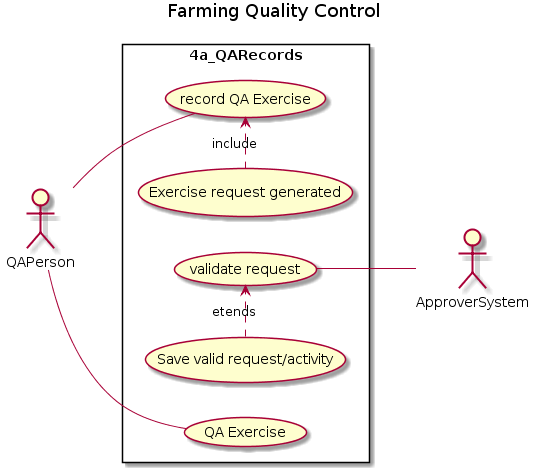 Farming Quality Control
4a_QARecords
record QA Exercise
include
Exercise request generated
QAPerson
validate request
ApproverSystem
etends
Save valid request/activity
QA Exercise